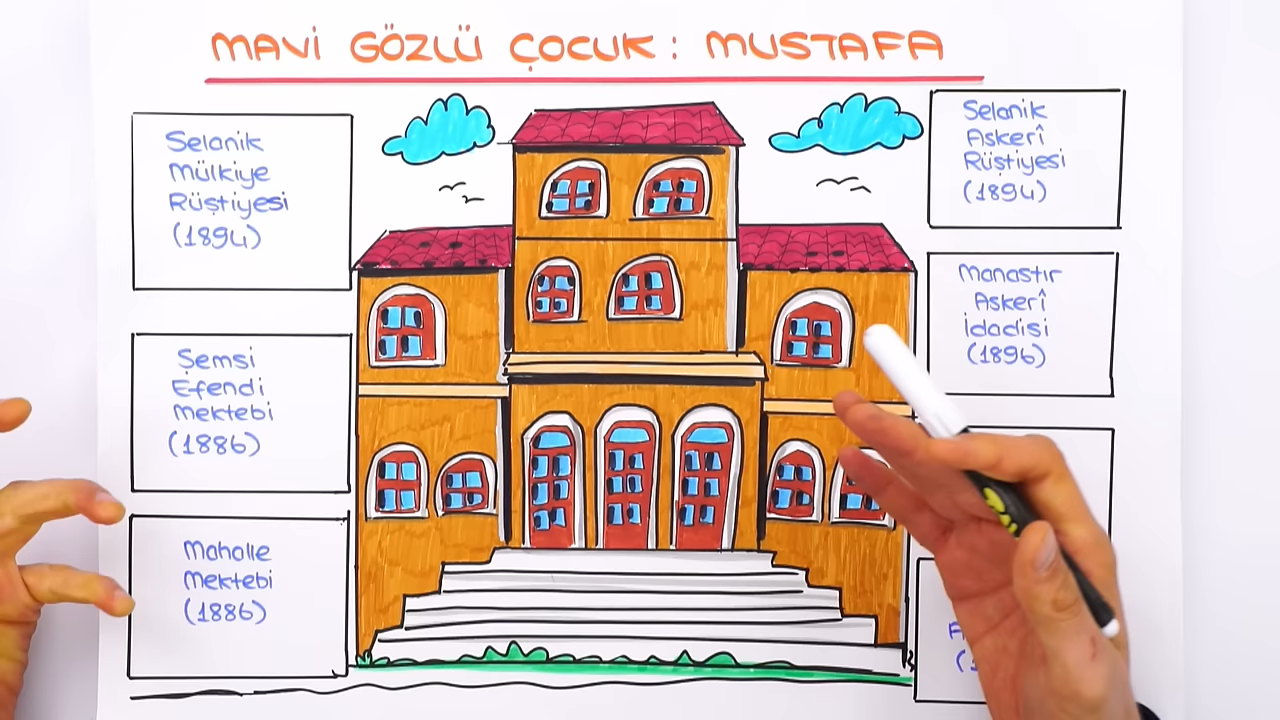 MAVİ GÖZLÜ ÇOCUK: MUSTAFA
Selanik
Mülkiye
Rüştiyesi
(1894)
Şemsi
Efendi
Mektebi
(1886)
Mahalle
Mektebi
(1886)
Selanik
Askerî
Rüştiyesi
(1894)
Manastır
Askerî
İdadisi
(1896)